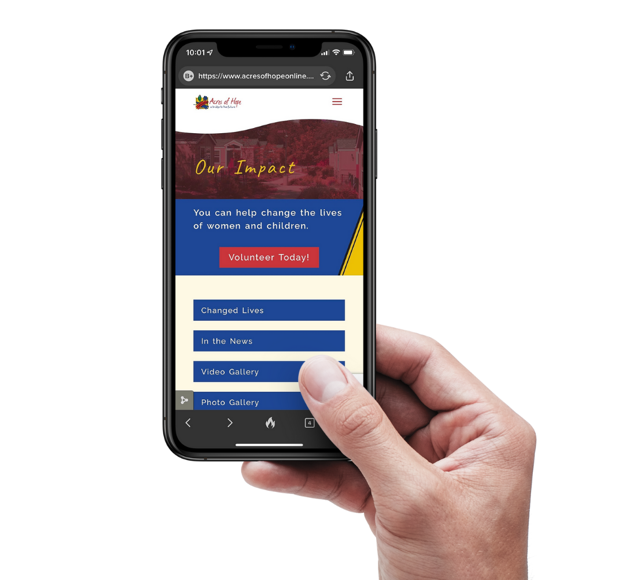 10:01
https://www.acresofhopeonline....
Acres of Hope
Our Impact
You can help change the lives
of women and children.
Volunteer Today!
Changed Lives
In the News
Video Gallery
Photo Gallery